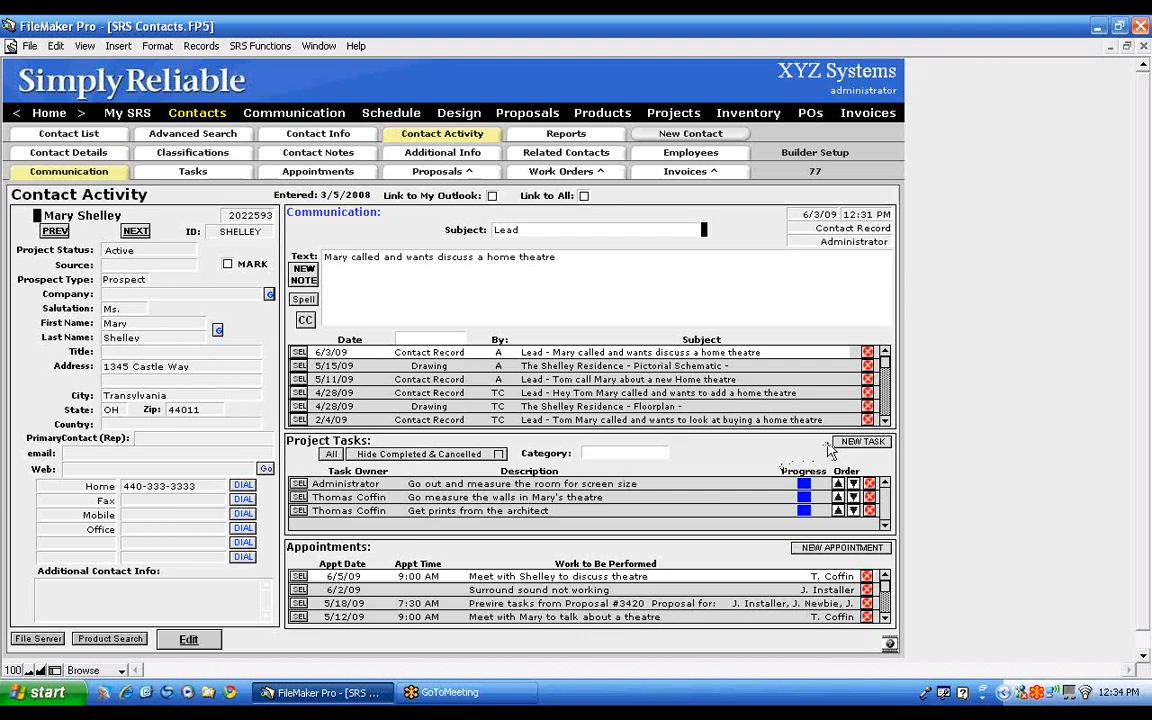 FileMaker Pro - [SRS Contacts.FP5]
File Edit View Insert Format Records SRS Functions Window Help
SimplyReliable
XYZ Systems
administrator
< Home > My SRS Contacts Communication Schedule Design Proposals Products Projects Inventory POs Invoices
Contact List Advanced Search Contact Info Contact Activity Reports New Contact
Contact Details Classifications Contact Notes Additional Info Related Contacts Employees Builder Setup
Communication Tasks Appointments Proposals ^ Work Orders ^ Invoices ^ 77
Contact Activity
Entered: 3/5/2008 Link to My Outlook: Link to All:
Mary Shelley 2022593
PREV NEXT ID: SHELLEY
Project Status: Active
Source: MARK
Prospect Type: Prospect
Company:
Salutation: Ms.
First Name: Mary
Last Name: Shelley
Title:
Address: 1345 Castle Way
City: Transylvania
State: OH Zip: 44011
Country:
PrimaryContact (Rep):
email:
Web: Go
Home 440-333-3333 DIAL
Fax DIAL
Mobile DIAL
Office DIAL
DIAL
DIAL
Additional Contact Info:
File Server Product Search Edit
Communication:
6/3/09 12:31 PM
Subject: Lead
Contact Record
Administrator
Text: Mary called and wants discuss a home theatre
NEW NOTE
Spell
CC
Date By: Subject
SEL 6/3/09 Contact Record A Lead - Mary called and wants discuss a home theatre
SEL 5/15/09 Drawing A The Shelley Residence - Pictorial Schematic -
SEL 5/11/09 Contact Record A Lead - Tom call Mary about a new Home theatre
SEL 4/28/09 Contact Record TC Lead - Hey Tom Mary called and wants to add a home theatre
SEL 4/28/09 Drawing TC The Shelley Residence - Floorplan -
SEL 2/4/09 Contact Record TC Lead - Tom Mary called and wants to look at buying a home theatre
Project Tasks: NEW TASK
All Hide Completed & Cancelled Category:
Task Owner Description Progress Order
SEL Administrator Go out and measure the room for screen size
SEL Thomas Coffin Go measure the walls in Mary's theatre
SEL Thomas Coffin Get prints from the architect
Appointments: NEW APPOINTMENT
Appt Date Appt Time Work to Be Performed
SEL 6/5/09 9:00 AM Meet with Shelley to discuss theatre T. Coffin
SEL 6/2/09 Surround sound not working J. Installer
SEL 5/18/09 7:30 AM Prewire tasks from Proposal #3420 Proposal for: J. Installer, J. Newbie, J.
SEL 5/12/09 9:00 AM Meet with Mary to talk about a theatre T. Coffin
100 Browse
start FileMaker Pro - [SRS ... GoToMeeting 12:34 PM